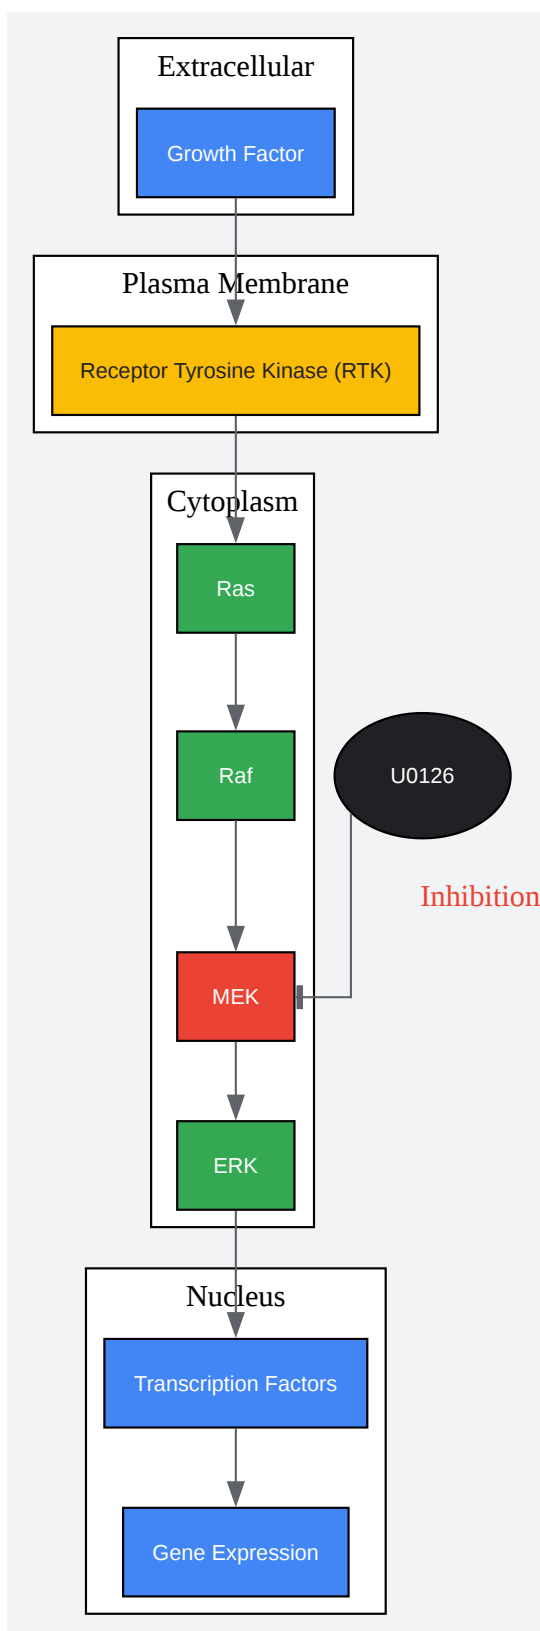 Extracellular
Growth Factor
Plasma Membrane
Receptor Tyrosine Kinase (RTK)
Cytoplasm
Ras
Raf
U0126
Inhibition
MEK
ERK
Nucleus
Transcription Factors
Gene Expression